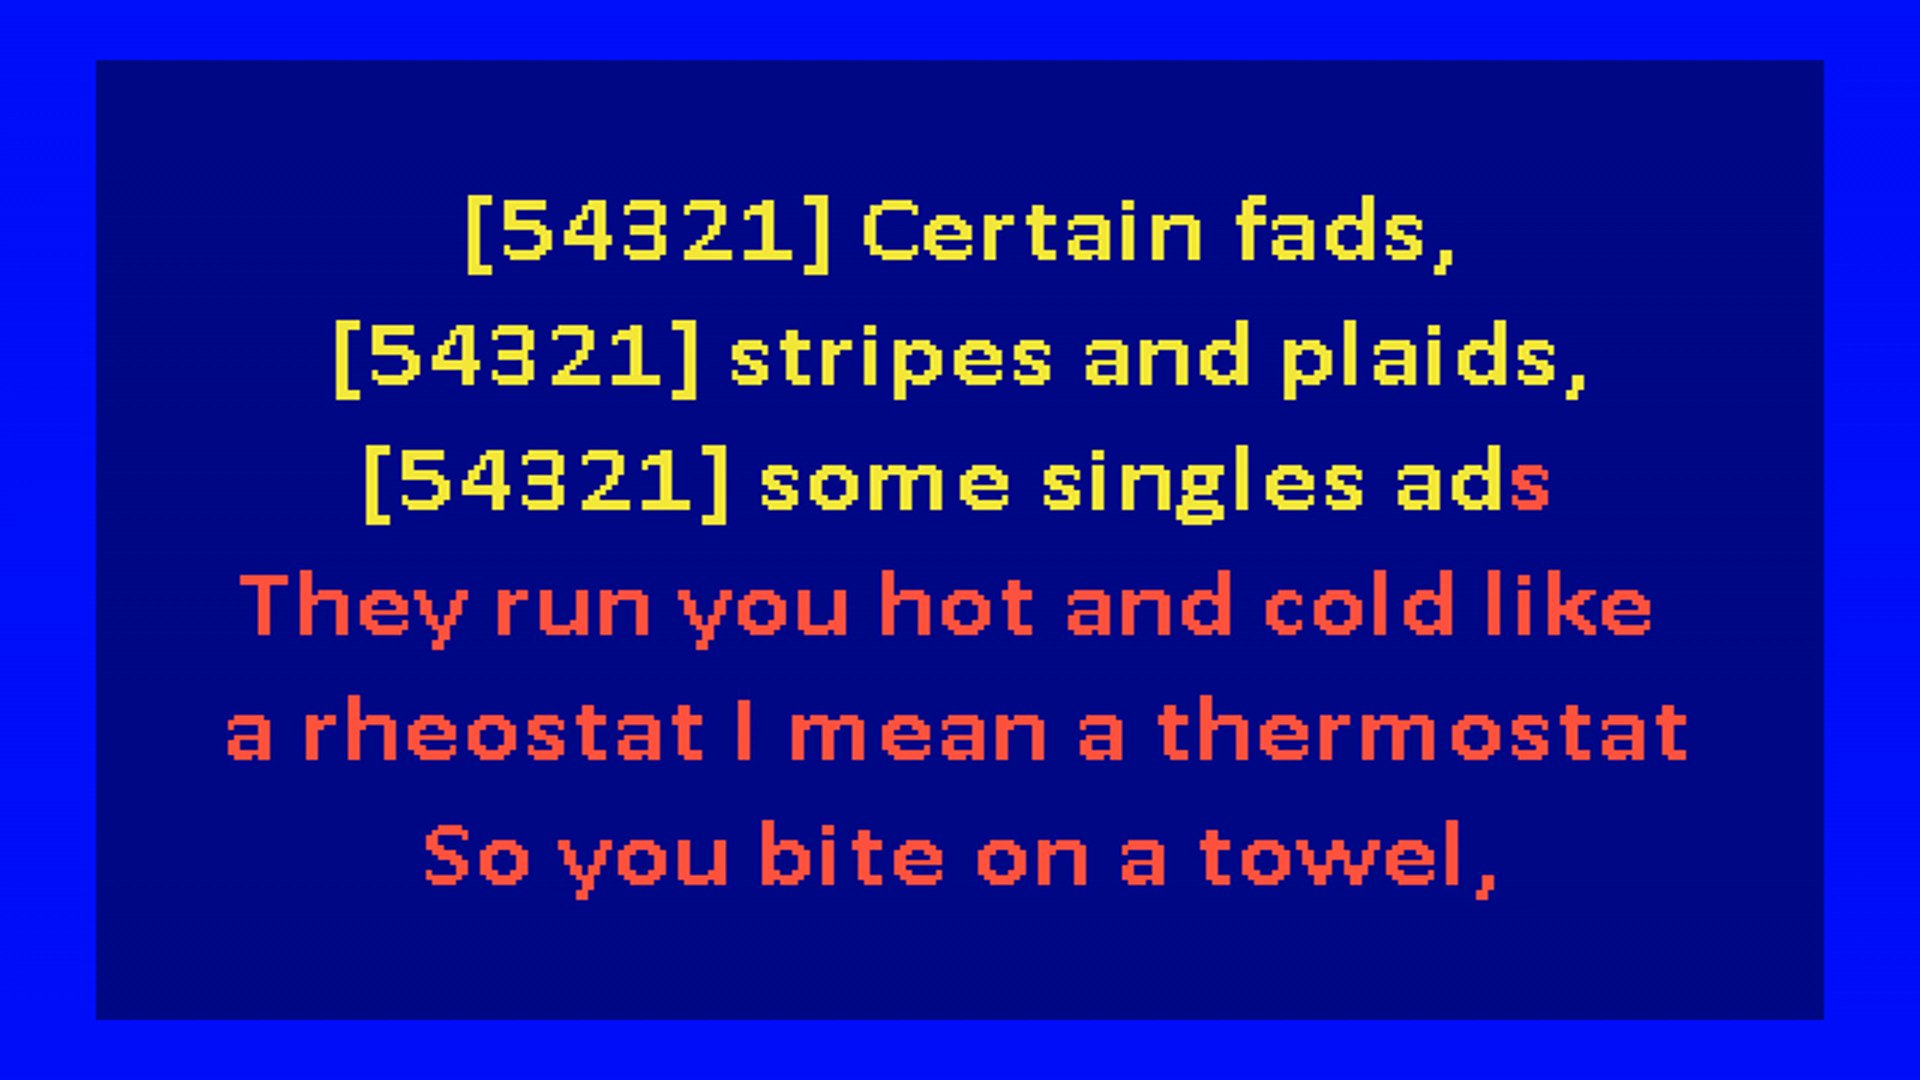 [54321] Certain fads,
[54321] stripes and plaids,
[54321] some singles ads
They run you hot and cold like
a rheostat I mean a thermostat
So you bite on a towel,